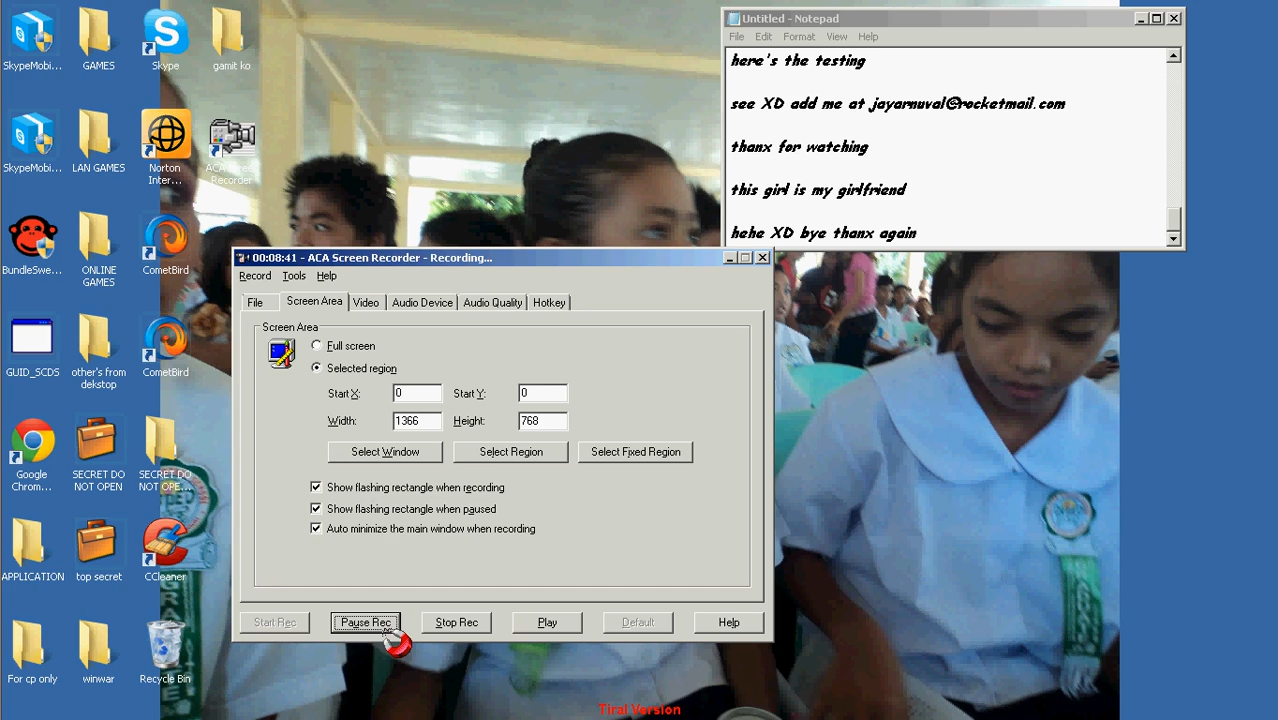 SkypeMobi...
GAMES
Skype
gamit ko
SkypeMobi...
LAN GAMES
Norton
Inter...
ACA Screen
Recorder
BundleSwe...
ONLINE
GAMES
CometBird
GUID_SCDS
other's from
dekstop
CometBird
Google
Chrom...
SECRET DO
NOT OPEN
SECRET DO
NOT OPE...
APPLICATION
top secret
CCleaner
For cp only
winwar
Recycle Bin
Untitled - Notepad
File Edit Format View Help
here's the testing
see XD add me at jayarnuval@rocketmail.com
thanx for watching
this girl is my girlfriend
hehe XD bye thanx again
00:08:41 - ACA Screen Recorder - Recording...
Record Tools Help
File Screen Area Video Audio Device Audio Quality Hotkey
Screen Area
Full screen
Selected region
Start X: 0 Start Y: 0
Width: 1366 Height: 768
Select Window Select Region Select Fixed Region
Show flashing rectangle when recording
Show flashing rectangle when paused
Auto minimize the main window when recording
Start Rec Pause Rec Stop Rec Play Default Help
Tiral Version